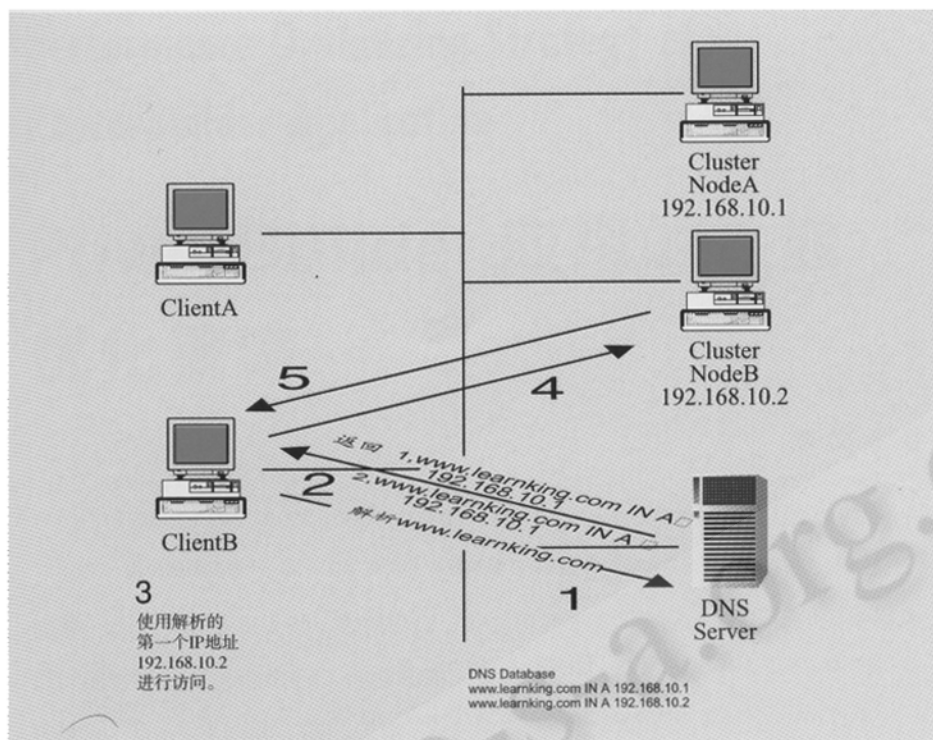 Cluster
NodeA
192.168.10.1
ClientA
Cluster
NodeB
192.168.10.2
5
4
返回 1,www.learnking.com IN A□
192.168.10.1
2
2,www.learnking.com IN A □
192.168.10.1
解析www.learnking.com
1
ClientB
DNS
Server
3
使用解析的
第一个IP地址
192.168.10.2
进行访问。
DNS Database
www.learnking.com IN A 192.168.10.1
www.learnking.com IN A 192.168.10.2